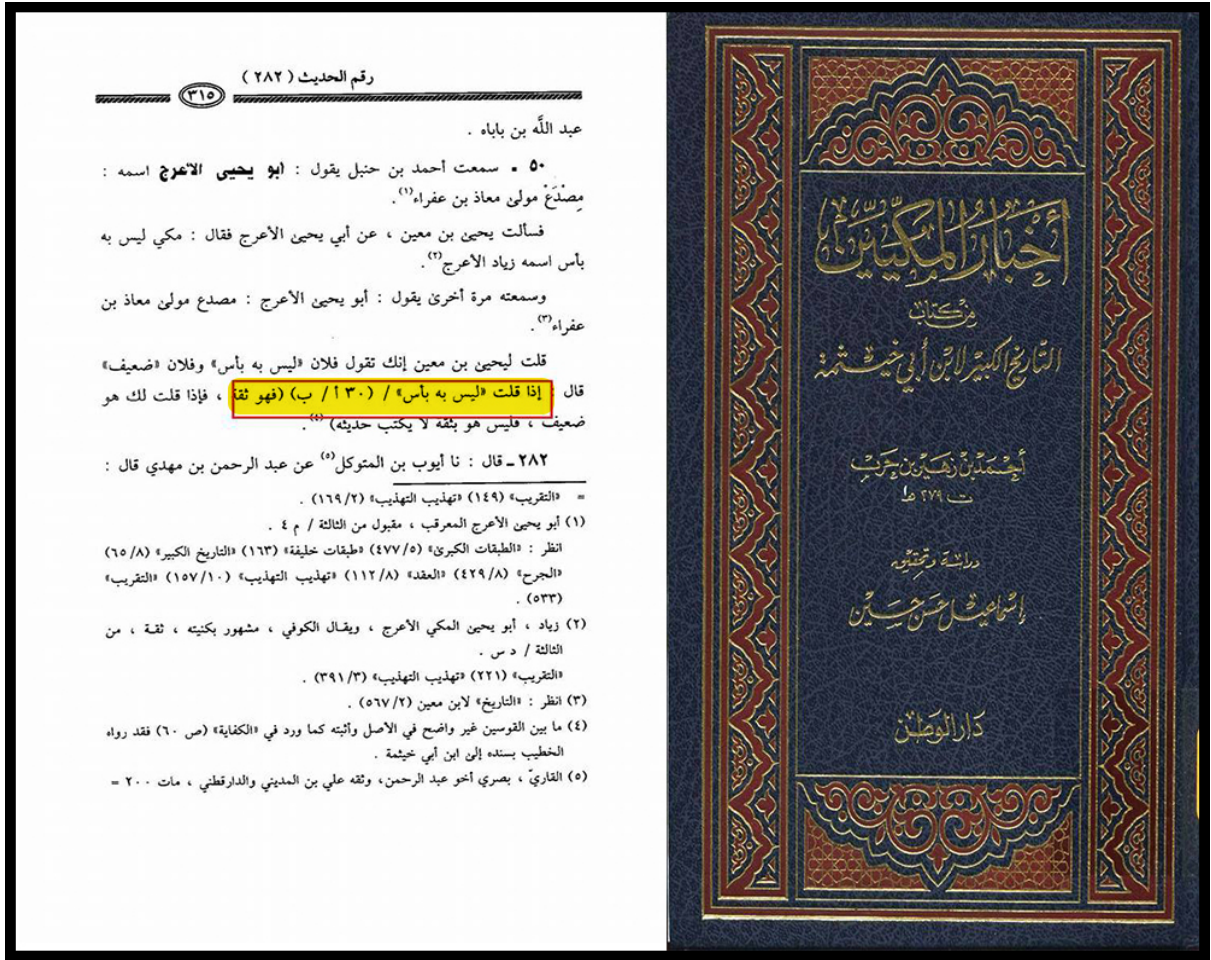 رقم الحديث ( ٢٨٢ )
٣١٥
عبد اللَّه بن باباه .
٥٠ ـ سمعت أحمد بن حنبل يقول : ابو يحيى الأعرج اسمه :
مِصْدَعْ مولى معاذ بن عفراء(١).
فسألت يحيى بن معين ، عن أبي يحيى الأعرج فقال : مكي ليس به
بأس اسمه زياد الأعرج(٢).
وسمعته مرة أخرى يقول : أبو يحيى الأعرج : مصدع مولى معاذ بن
عفراء(٣).
قلت ليحيى بن معين إنك تقول فلان «ليس به بأس» وفلان «ضعيف»
قال : إذا قلت «ليس به بأس» / (٣٠ أ / ب) (فهو ثقة ، فإذا قلت لك هو
ضعيف ، فليس هو بثقه لا يكتب حديثه) (٤).
٢٨٢ ـ قال : نا أيوب بن المتوكل(٥) عن عبد الرحمن بن مهدي قال :
= «التقريب» (١٤٩) «تهذيب التهذيب» (١٦٩/٢) .
(١) أبو يحيى الأعرج المعرقب ، مقبول من الثالثة / م ٤ .
انظر : «الطبقات الكبرى» (٤٧٧/٥) «طبقات خليفة» (١٦٣) «التاريخ الكبير» (٦٥/٨)
«الجرح» (٤٢٩/٨) «العقد» (١١٢/٨) «تهذيب التهذيب» (١٥٧/١٠) «التقريب»
(٥٣٣) .
(٢) زياد ، أبو يحيى المكي الأعرج ، ويقال الكوفي ، مشهور بكنيته ، ثقة ، من
الثالثة / د س .
«التقريب» (٢٢١) «تهذيب التهذيب» (٣٩١/٣) .
(٣) انظر : «التاريخ» لابن معين (٥٦٧/٢) .
(٤) ما بين القوسين غير واضح في الأصل وأثبته كما ورد في «الكفاية» (ص ٦٠) فقد رواه
الخطيب بسنده إلى ابن أبي خيثمة .
(٥) القاريّ ، بصري أخو عبد الرحمن، وثقه علي بن المديني والدارقطني ، مات ٢٠٠ =
أخبار المكيين
من كتاب
التاريخ الكبير لابن أبي خيثمة
أحمد بن زهير بن حرب
ت ٢٧٩ هـ
دراسة وتحقيق
إسماعيل حسن حسين
دار الوطن